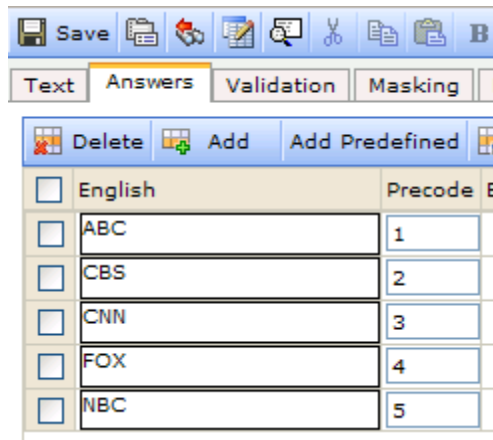 Save B
Text Answers Validation Masking
Delete Add Add Predefined
English Precode
ABC 1
CBS 2
CNN 3
FOX 4
NBC 5